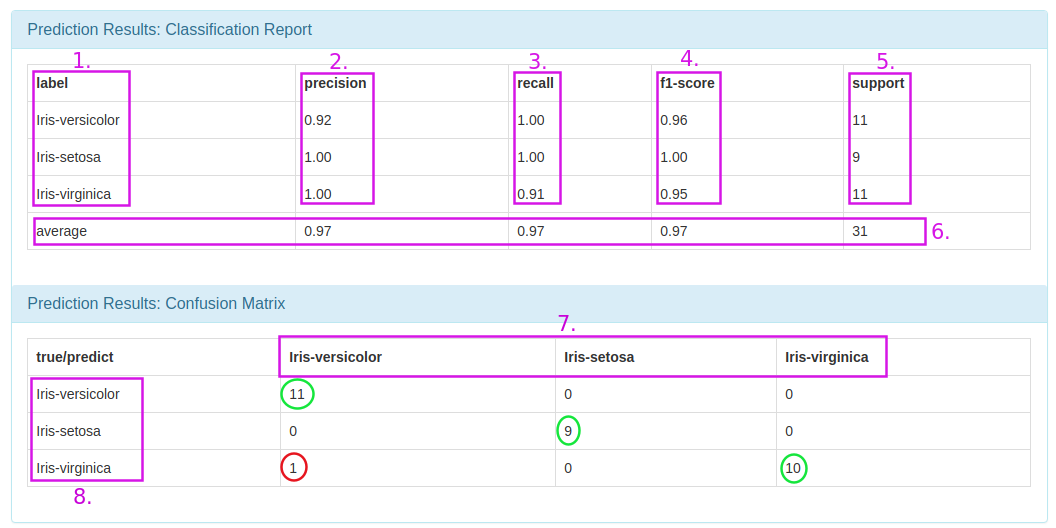 Prediction Results: Classification Report
1. 2. 3. 4. 5.
label precision recall f1-score support
Iris-versicolor 0.92 1.00 0.96 11
Iris-setosa 1.00 1.00 1.00 9
Iris-virginica 1.00 0.91 0.95 11
average 0.97 0.97 0.97 31 6.
Prediction Results: Confusion Matrix
7.
true/predict Iris-versicolor Iris-setosa Iris-virginica
Iris-versicolor 11 0 0
Iris-setosa 0 9 0
Iris-virginica 1 0 10
8.